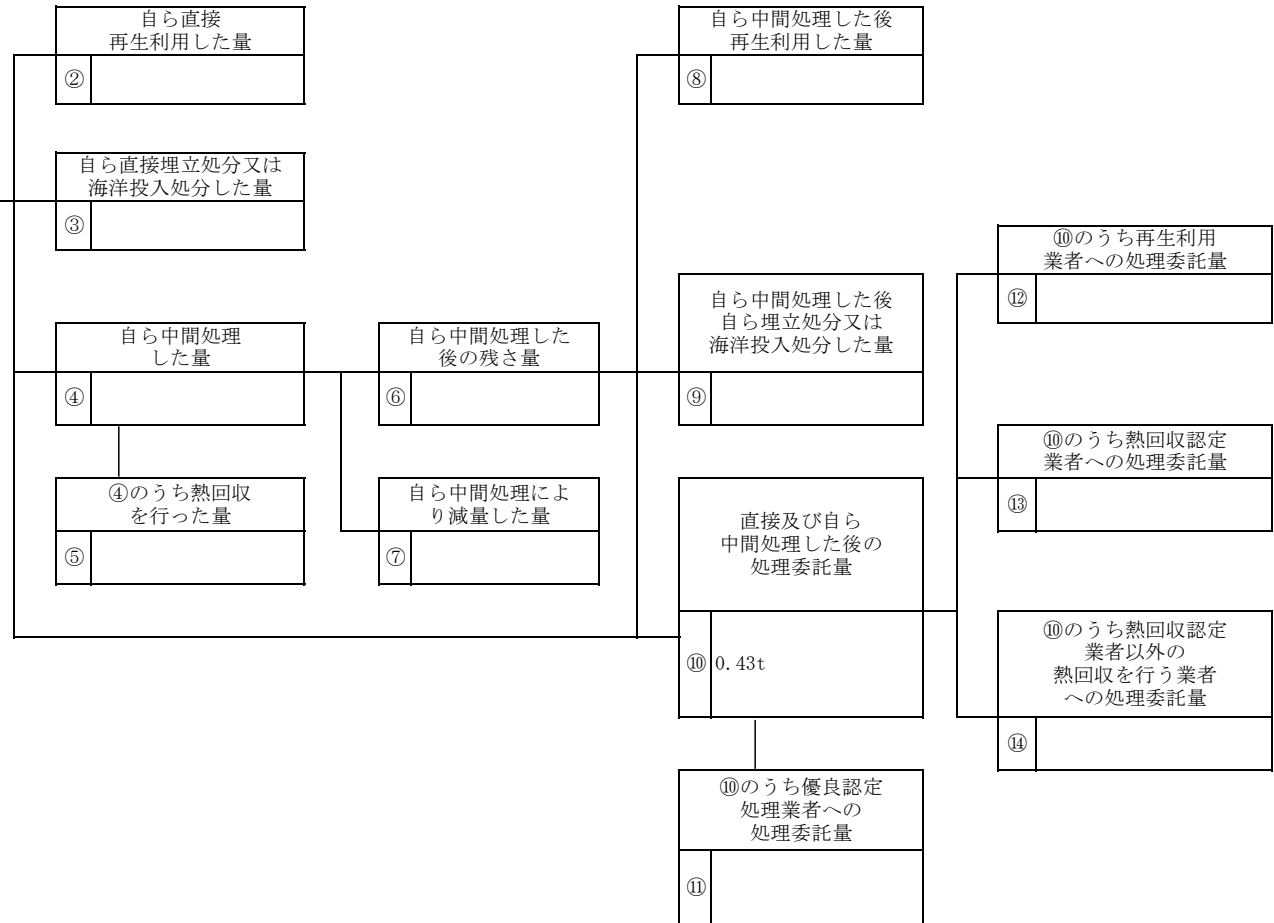 自ら直接
再生利用した量
②
自ら中間処理した後
再生利用した量
⑧
自ら直接埋立処分又は
海洋投入処分した量
③
⑩のうち再生利用
業者への処理委託量
⑫
自ら中間処理
した量
④
自ら中間処理した
後の残さ量
⑥
自ら中間処理した後
自ら埋立処分又は
海洋投入処分した量
⑨
⑩のうち熱回収認定
業者への処理委託量
⑬
④のうち熱回収
を行った量
⑤
自ら中間処理によ
り減量した量
⑦
直接及び自ら
中間処理した後の
処理委託量
⑩ 0.43t
⑩のうち熱回収認定
業者以外の
熱回収を行う業者
への処理委託量
⑭
⑩のうち優良認定
処理業者への
処理委託量
⑪